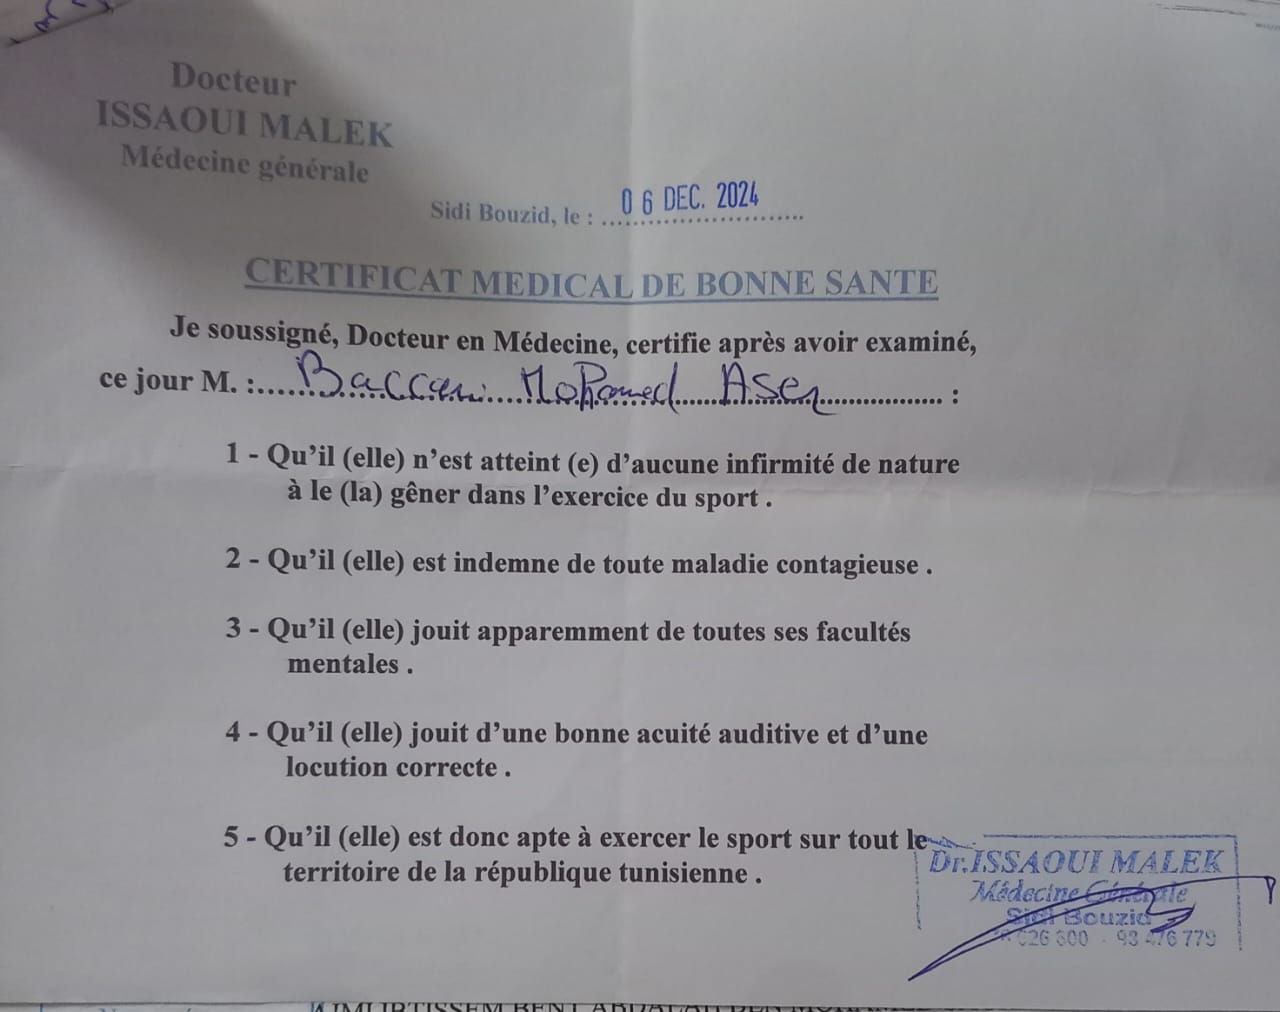 Docteur
ISSAOUI MALEK
Médecine générale
Sidi Bouzid, le : 06 DEC. 2024
CERTIFICAT MEDICAL DE BONNE SANTE
Je soussigné, Docteur en Médecine, certifie après avoir examiné,
ce jour M. : Baccari Mohamed Aser :
1 - Qu’il (elle) n’est atteint (e) d’aucune infirmité de nature
à le (la) gêner dans l’exercice du sport .
2 - Qu’il (elle) est indemne de toute maladie contagieuse .
3 - Qu’il (elle) jouit apparemment de toutes ses facultés
mentales .
4 - Qu’il (elle) jouit d’une bonne acuité auditive et d’une
locution correcte .
5 - Qu’il (elle) est donc apte à exercer le sport sur tout le
territoire de la république tunisienne .
Dr.ISSAOUI MALEK
Médecine Générale
Sidi Bouzid
93 476 779